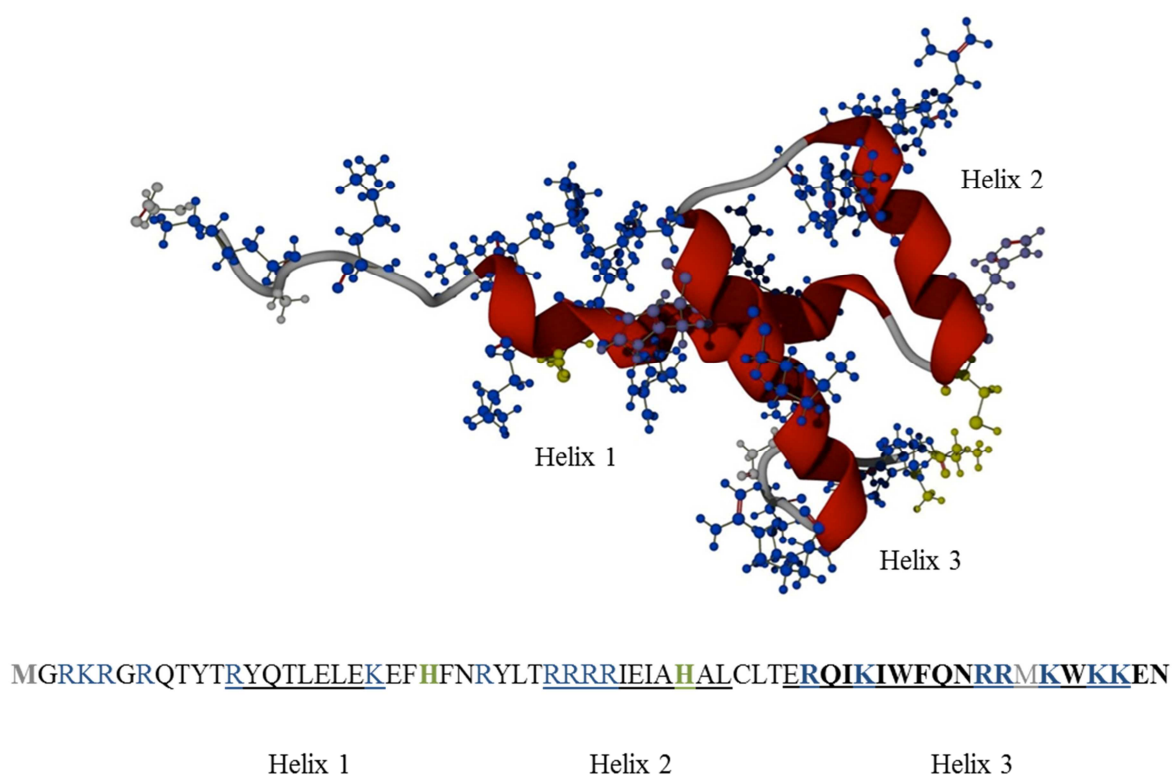 Helix 2
Helix 1
Helix 3
MGRKRGRQTYTRYQTLELEKEFHFNRYLTRRRRIEIAHALCLTERQIKIWFQNRRMKWKKEN
Helix 1 Helix 2 Helix 3